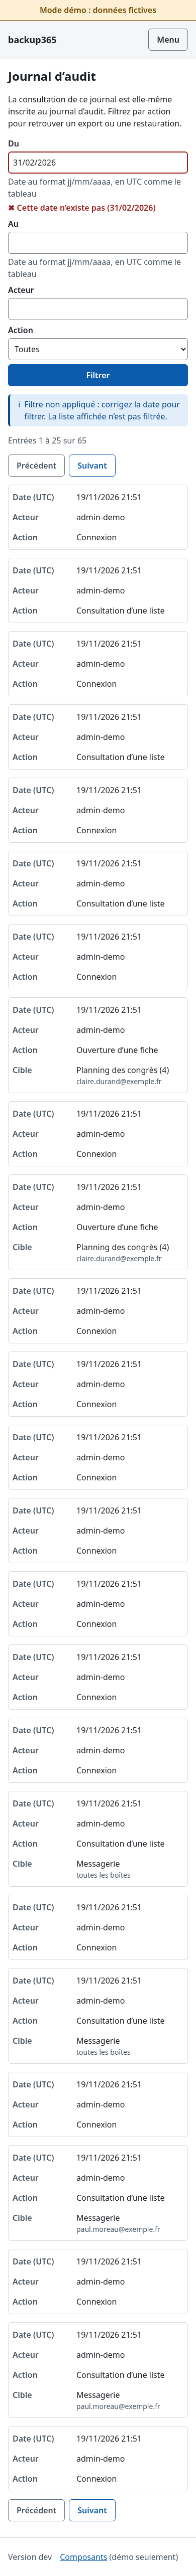 Mode démo : données fictives
backup365
Menu
Journal d’audit
La consultation de ce journal est elle-même
inscrite au journal d’audit. Filtrez par action
pour retrouver un export ou une restauration.
Du
31/02/2026
Date au format jj/mm/aaaa, en UTC comme le
tableau
✖ Cette date n’existe pas (31/02/2026)
Au
Date au format jj/mm/aaaa, en UTC comme le
tableau
Acteur
Action
Toutes
Filtrer
i Filtre non appliqué : corrigez la date pour
filtrer. La liste affichée n’est pas filtrée.
Entrées 1 à 25 sur 65
Précédent Suivant
Date (UTC) 19/11/2026 21:51
Acteur admin-demo
Action Connexion
Date (UTC) 19/11/2026 21:51
Acteur admin-demo
Action Consultation d’une liste
Date (UTC) 19/11/2026 21:51
Acteur admin-demo
Action Connexion
Date (UTC) 19/11/2026 21:51
Acteur admin-demo
Action Consultation d’une liste
Date (UTC) 19/11/2026 21:51
Acteur admin-demo
Action Connexion
Date (UTC) 19/11/2026 21:51
Acteur admin-demo
Action Consultation d’une liste
Date (UTC) 19/11/2026 21:51
Acteur admin-demo
Action Connexion
Date (UTC) 19/11/2026 21:51
Acteur admin-demo
Action Ouverture d’une fiche
Cible Planning des congrès (4)
claire.durand@exemple.fr
Date (UTC) 19/11/2026 21:51
Acteur admin-demo
Action Connexion
Date (UTC) 19/11/2026 21:51
Acteur admin-demo
Action Ouverture d’une fiche
Cible Planning des congrès (4)
claire.durand@exemple.fr
Date (UTC) 19/11/2026 21:51
Acteur admin-demo
Action Connexion
Date (UTC) 19/11/2026 21:51
Acteur admin-demo
Action Connexion
Date (UTC) 19/11/2026 21:51
Acteur admin-demo
Action Connexion
Date (UTC) 19/11/2026 21:51
Acteur admin-demo
Action Connexion
Date (UTC) 19/11/2026 21:51
Acteur admin-demo
Action Connexion
Date (UTC) 19/11/2026 21:51
Acteur admin-demo
Action Connexion
Date (UTC) 19/11/2026 21:51
Acteur admin-demo
Action Connexion
Date (UTC) 19/11/2026 21:51
Acteur admin-demo
Action Consultation d’une liste
Cible Messagerie
toutes les boîtes
Date (UTC) 19/11/2026 21:51
Acteur admin-demo
Action Connexion
Date (UTC) 19/11/2026 21:51
Acteur admin-demo
Action Consultation d’une liste
Cible Messagerie
toutes les boîtes
Date (UTC) 19/11/2026 21:51
Acteur admin-demo
Action Connexion
Date (UTC) 19/11/2026 21:51
Acteur admin-demo
Action Consultation d’une liste
Cible Messagerie
paul.moreau@exemple.fr
Date (UTC) 19/11/2026 21:51
Acteur admin-demo
Action Connexion
Date (UTC) 19/11/2026 21:51
Acteur admin-demo
Action Consultation d’une liste
Cible Messagerie
paul.moreau@exemple.fr
Date (UTC) 19/11/2026 21:51
Acteur admin-demo
Action Connexion
Précédent Suivant
Version dev Composants (démo seulement)